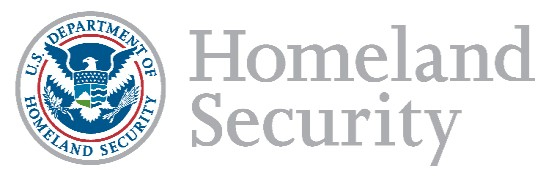 U.S. DEPARTMENT OF
HOMELAND SECURITY
Homeland
Security